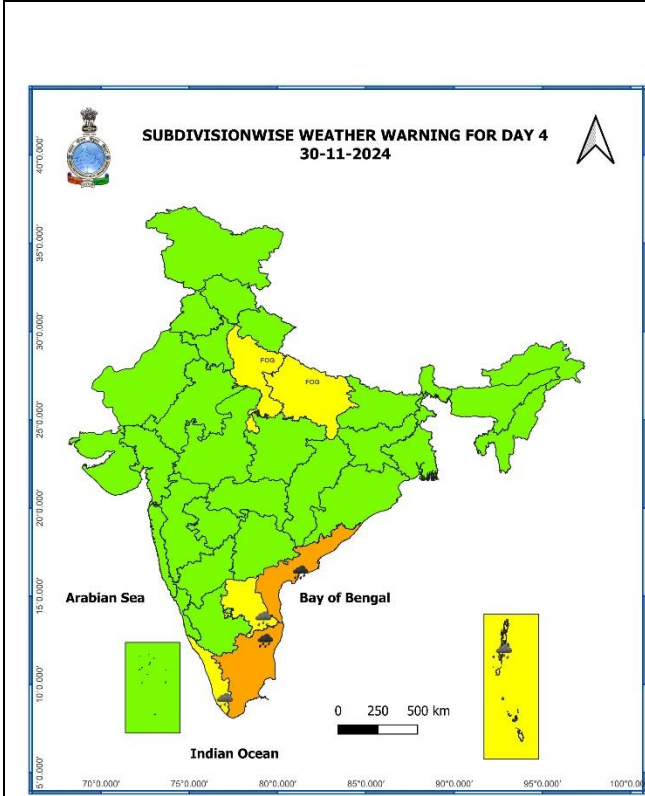 SUBDIVISIONWISE WEATHER WARNING FOR DAY 4
30-11-2024
40°0.000'
35°0.000'
30°0.000'
FOG
FOG
25°0.000'
20°0.000'
15°0.000'
Arabian Sea
Bay of Bengal
10°0.000'
0 250 500 km
Indian Ocean
5°0.000'
70°0.000' 75°0.000' 80°0.000' 85°0.000' 90°0.000' 95°0.000' 100°0